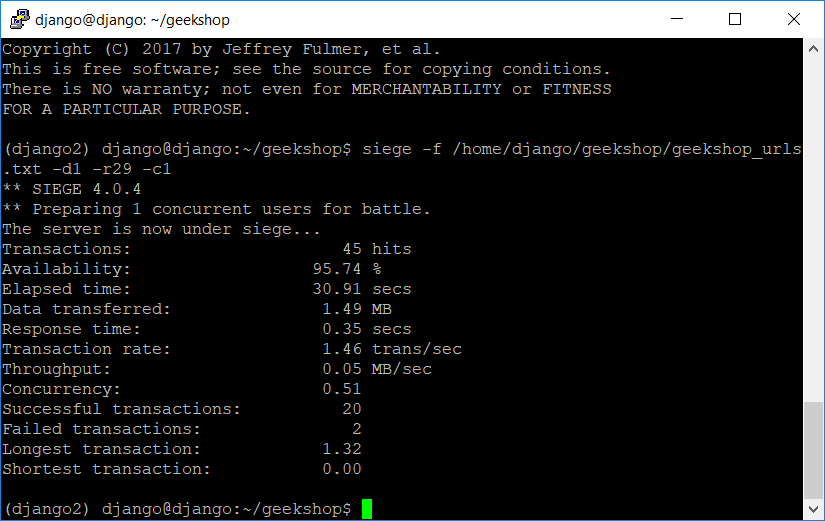 django@django: ~/geekshop
Copyright (C) 2017 by Jeffrey Fulmer, et al.
This is free software; see the source for copying conditions.
There is NO warranty; not even for MERCHANTABILITY or FITNESS
FOR A PARTICULAR PURPOSE.
(django2) django@django:~/geekshop$ siege -f /home/django/geekshop/geekshop_urls
.txt -d1 -r29 -c1
** SIEGE 4.0.4
** Preparing 1 concurrent users for battle.
The server is now under siege...
Transactions: 45 hits
Availability: 95.74 %
Elapsed time: 30.91 secs
Data transferred: 1.49 MB
Response time: 0.35 secs
Transaction rate: 1.46 trans/sec
Throughput: 0.05 MB/sec
Concurrency: 0.51
Successful transactions: 20
Failed transactions: 2
Longest transaction: 1.32
Shortest transaction: 0.00
(django2) django@django:~/geekshop$